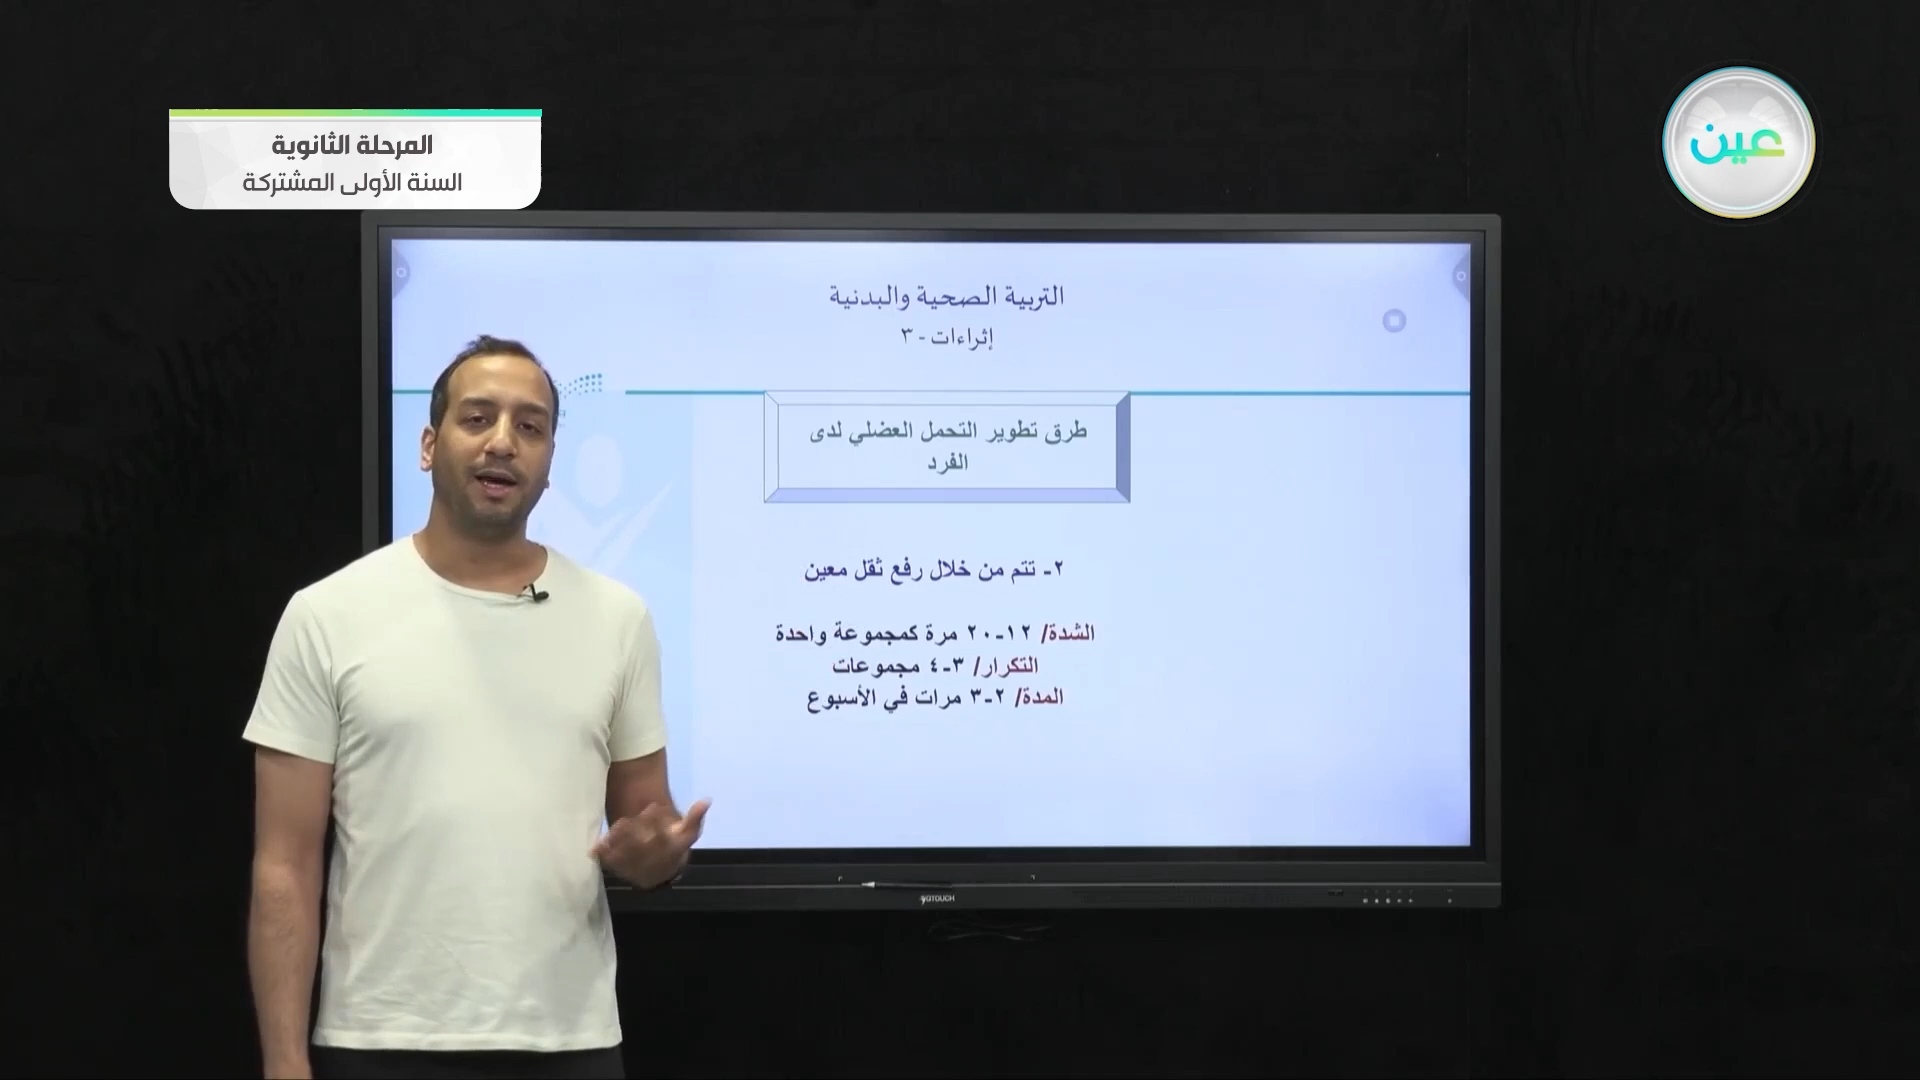 المرحلة الثانوية
السنة الأولى المشتركة
عين
التربية الصحية والبدنية
إثراءات - ٣
طرق تطوير التحمل العضلي لدى
الفرد
٢- تتم من خلال رفع ثقل معين
الشدة/ ١٢-٢٠ مرة كمجموعة واحدة
التكرار/ ٣-٤ مجموعات
المدة/ ٢-٣ مرات في الأسبوع